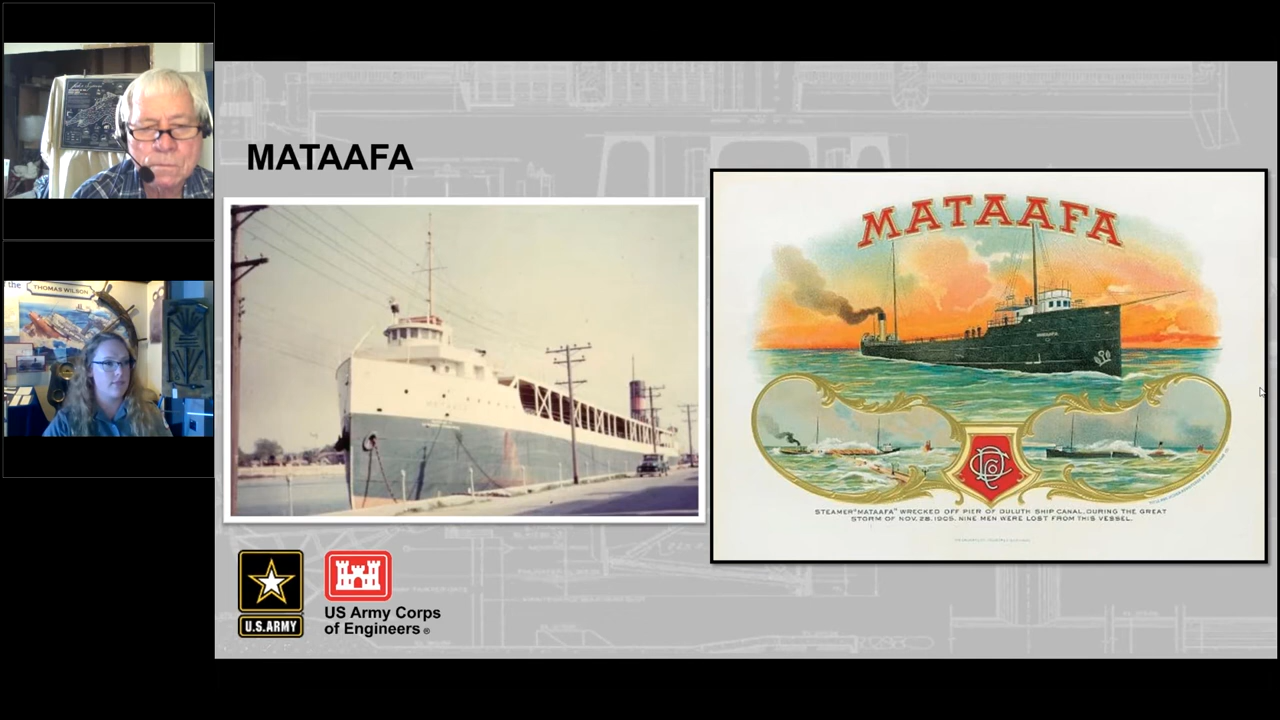 the
THOMAS WILSON
MATAAFA
MATAAFA
STEAMER "MATAAFA" WRECKED OFF PIER OF DULUTH SHIP CANAL, DURING THE GREAT
STORM OF NOV. 28, 1905. NINE MEN WERE LOST FROM THIS VESSEL.
U.S.ARMY
US Army Corps
of Engineers ®